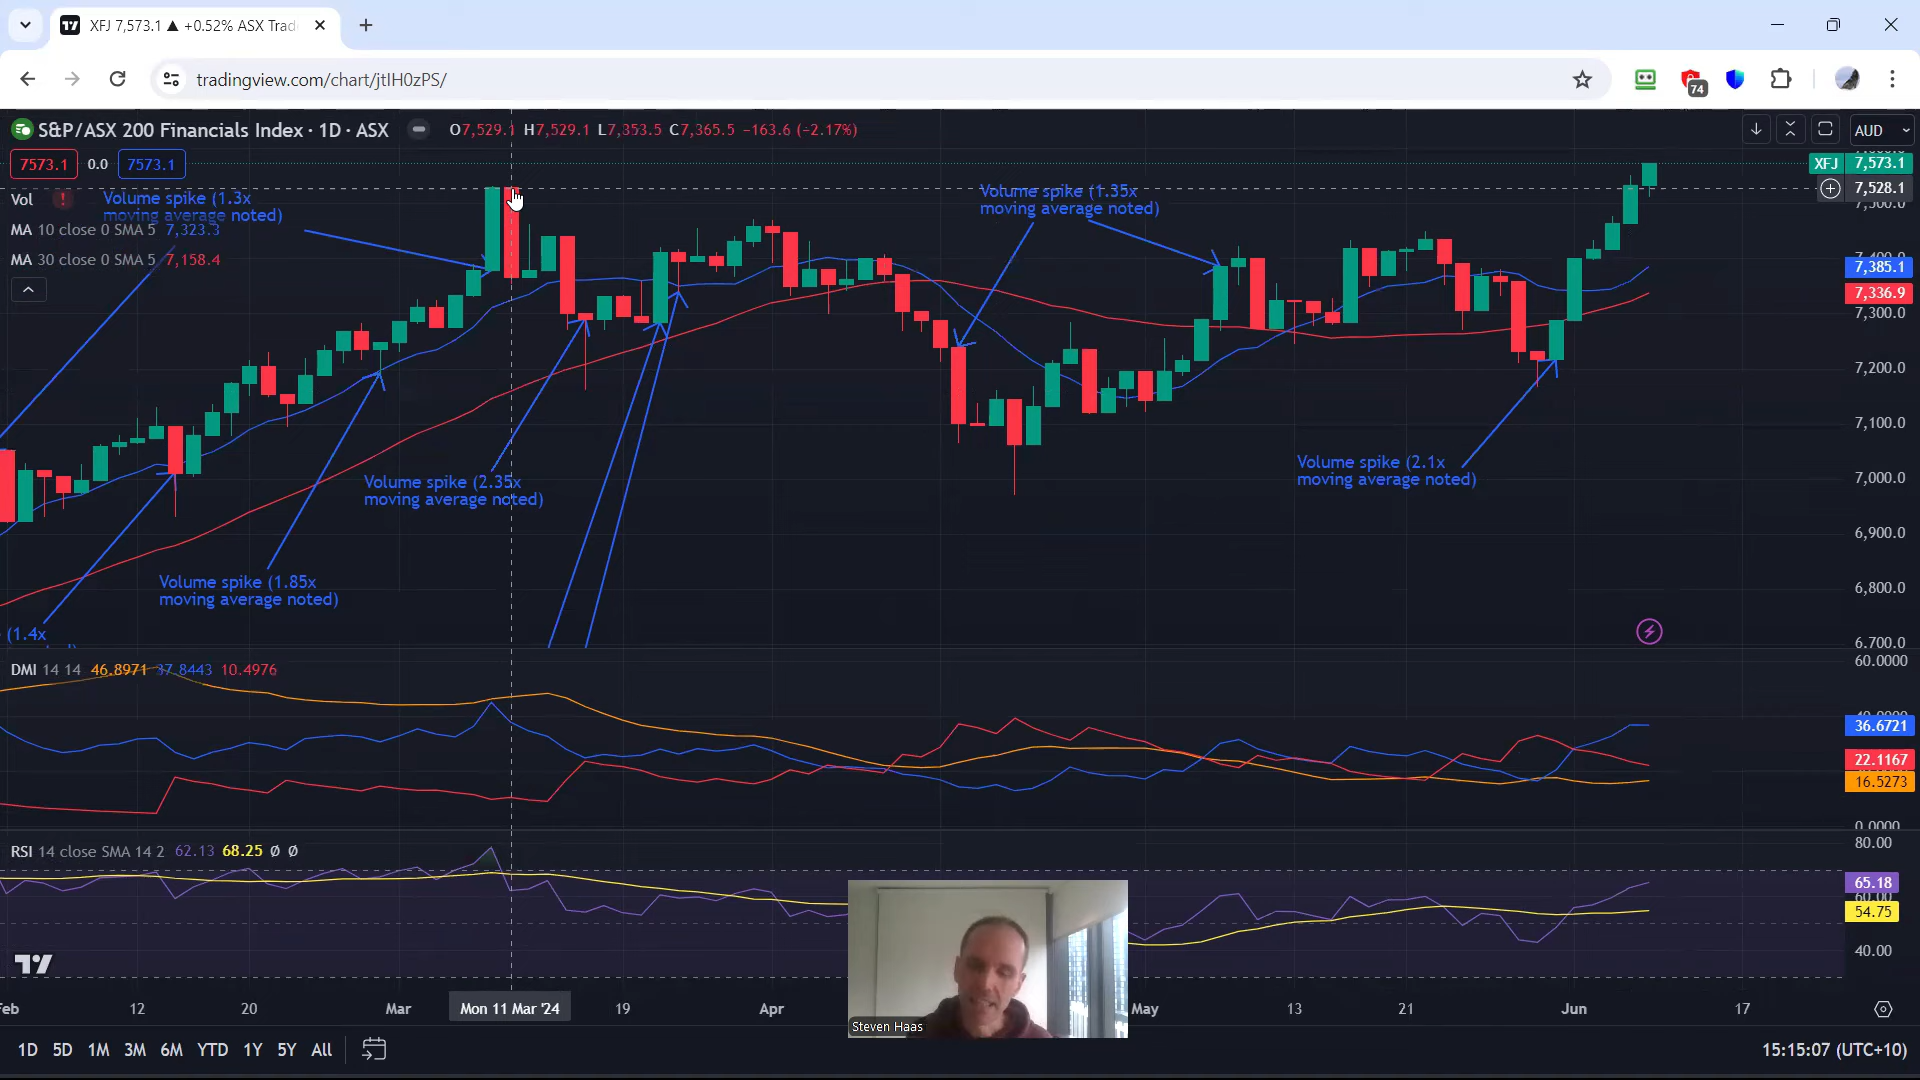 XFJ 7,573.1 ▲ +0.52% ASX Trad
tradingview.com/chart/jtIH0zPS/
74
S&P/ASX 200 Financials Index · 1D · ASX
O7,529.1 H7,529.1 L7,353.5 C7,365.5 −163.6 (−2.17%)
AUD
7573.1 0.0 7573.1
XFJ 7,573.1
7,528.1
Vol !
Volume spike (1.3x
moving average noted)
MA 10 close 0 SMA 5 7,323.3
MA 30 close 0 SMA 5 7,158.4
Volume spike (1.35x
moving average noted)
7,385.1
7,336.9
7,300.0
7,200.0
7,100.0
7,000.0
6,900.0
6,800.0
6,700.0
Volume spike (2.35x
moving average noted)
Volume spike (2.1x
moving average noted)
Volume spike (1.85x
moving average noted)
(1.4x
DMI 14 14 46.8971 37.8443 10.4976
60.0000
36.6721
22.1167
16.5273
0.0000
RSI 14 close SMA 14 2 62.13 68.25 Ø Ø
80.00
65.18
60.00
54.75
40.00
Steven Haas
12 20 Mar Mon 11 Mar '24 19 Apr May 13 21 Jun 17
1D 5D 1M 3M 6M YTD 1Y 5Y All
15:15:07 (UTC+10)